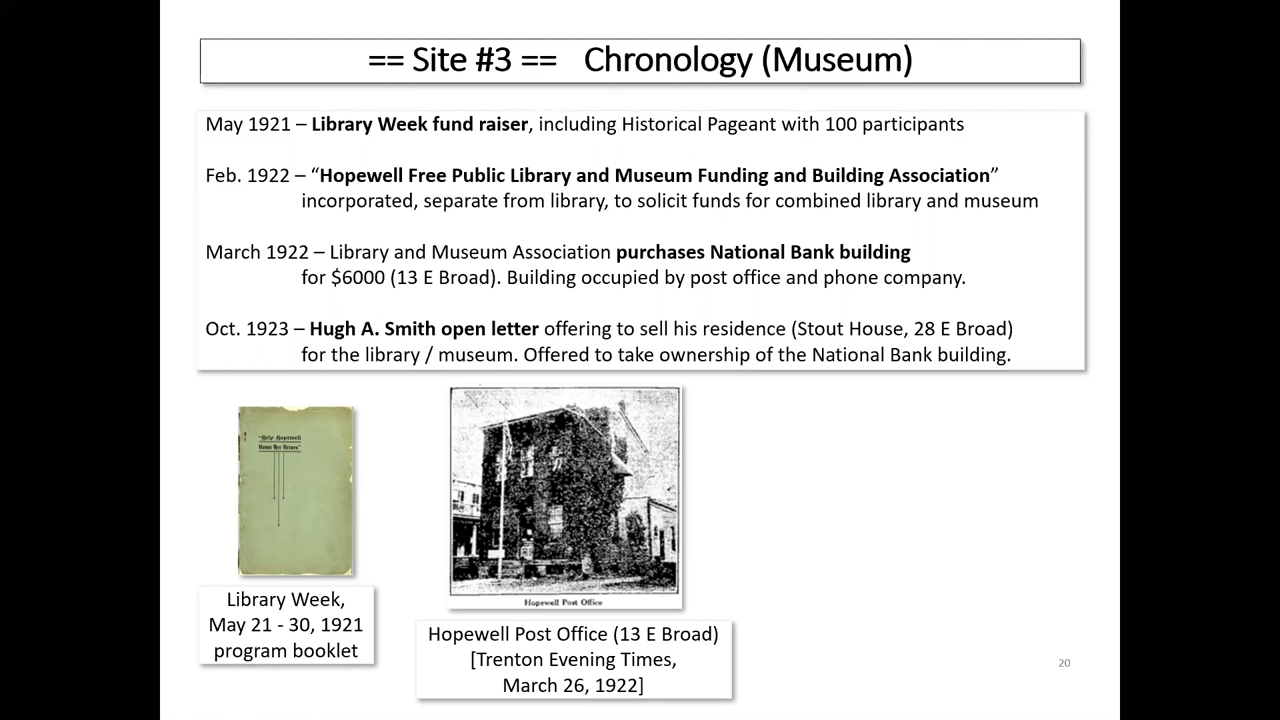 == Site #3 == Chronology (Museum)
May 1921 – Library Week fund raiser, including Historical Pageant with 100 participants
Feb. 1922 – “Hopewell Free Public Library and Museum Funding and Building Association”
incorporated, separate from library, to solicit funds for combined library and museum
March 1922 – Library and Museum Association purchases National Bank building
for $6000 (13 E Broad). Building occupied by post office and phone company.
Oct. 1923 – Hugh A. Smith open letter offering to sell his residence (Stout House, 28 E Broad)
for the library / museum. Offered to take ownership of the National Bank building.
"Help Hopewell
Honor Her Heroes"
Library Week,
May 21 - 30, 1921
program booklet
Hopewell Post Office
Hopewell Post Office (13 E Broad)
[Trenton Evening Times,
March 26, 1922]
20